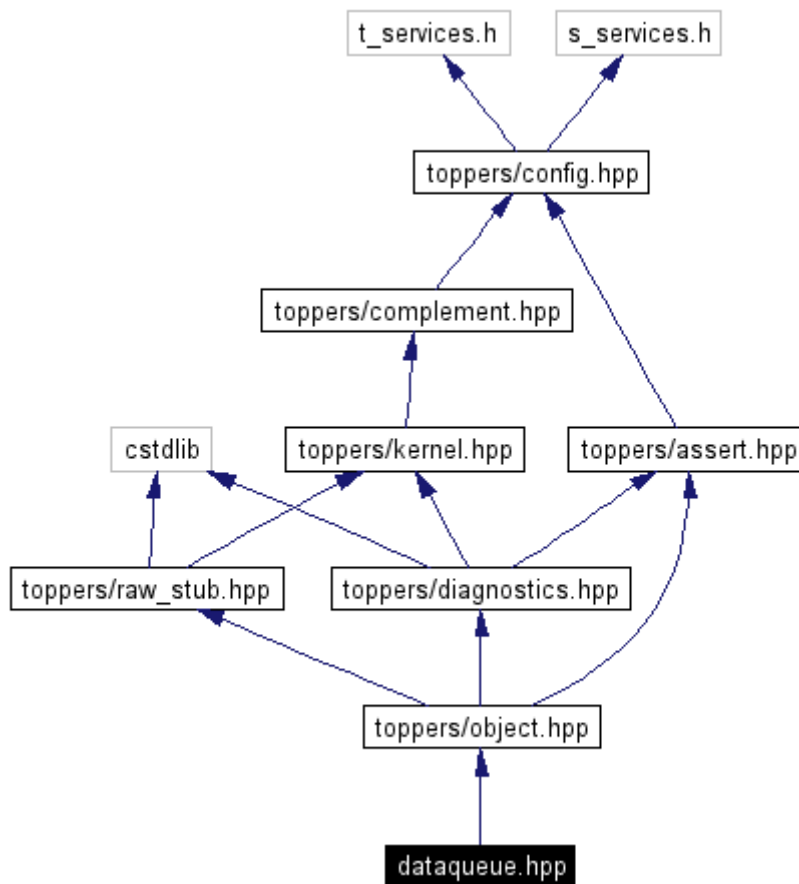 t_services.h
s_services.h
toppers/config.hpp
toppers/complement.hpp
cstdlib
toppers/kernel.hpp
toppers/assert.hpp
toppers/raw_stub.hpp
toppers/diagnostics.hpp
toppers/object.hpp
dataqueue.hpp